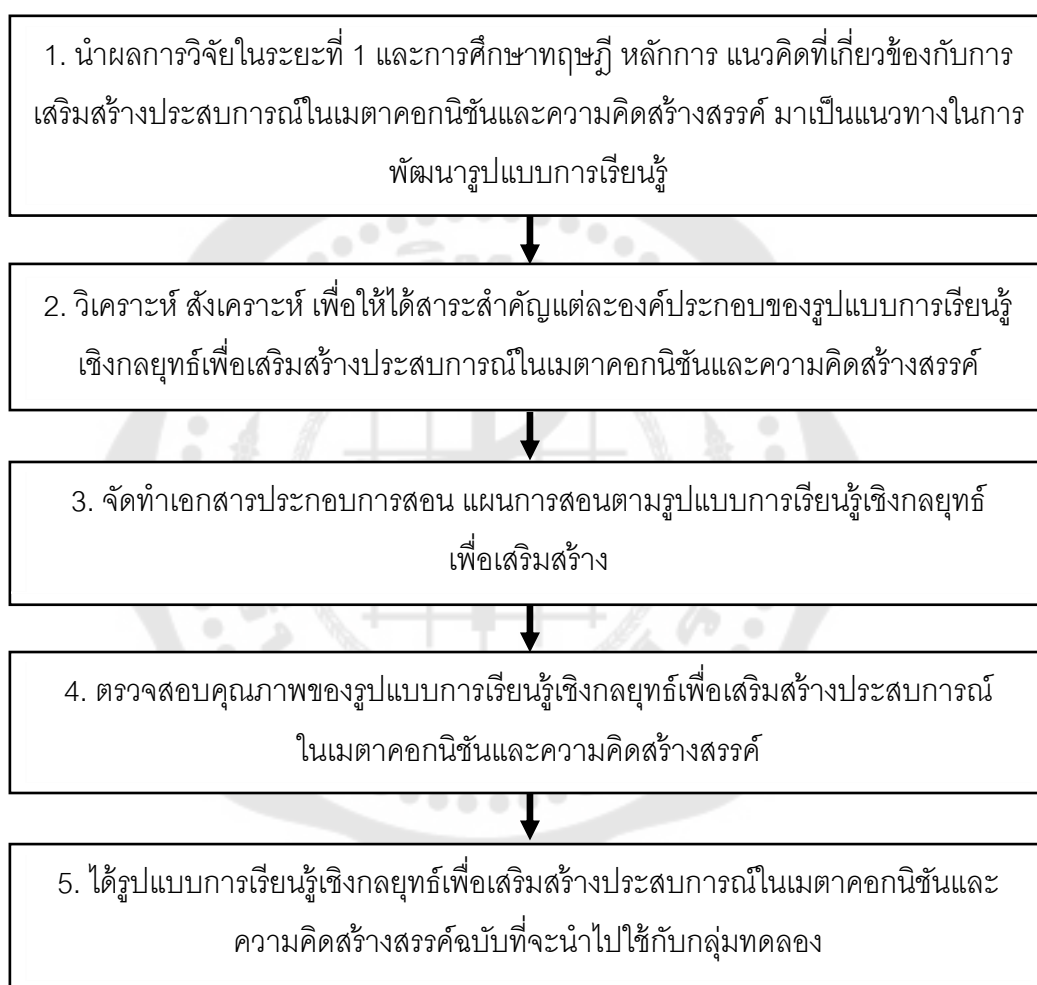 1. นำผลการวิจัยในระยะที่ 1 และการศึกษาทฤษฎี หลักการ แนวคิดที่เกี่ยวข้องกับการ
เสริมสร้างประสบการณ์ในเมตาคอกนิชันและความคิดสร้างสรรค์ มาเป็นแนวทางในการ
พัฒนารูปแบบการเรียนรู้
2. วิเคราะห์ สังเคราะห์ เพื่อให้ได้สาระสำคัญแต่ละองค์ประกอบของรูปแบบการเรียนรู้
เชิงกลยุทธ์เพื่อเสริมสร้างประสบการณ์ในเมตาคอกนิชันและความคิดสร้างสรรค์
3. จัดทำเอกสารประกอบการสอน แผนการสอนตามรูปแบบการเรียนรู้เชิงกลยุทธ์
เพื่อเสริมสร้าง
4. ตรวจสอบคุณภาพของรูปแบบการเรียนรู้เชิงกลยุทธ์เพื่อเสริมสร้างประสบการณ์
ในเมตาคอกนิชันและความคิดสร้างสรรค์
5. ได้รูปแบบการเรียนรู้เชิงกลยุทธ์เพื่อเสริมสร้างประสบการณ์ในเมตาคอกนิชันและ
ความคิดสร้างสรรค์ฉบับที่จะนำไปใช้กับกลุ่มทดลอง